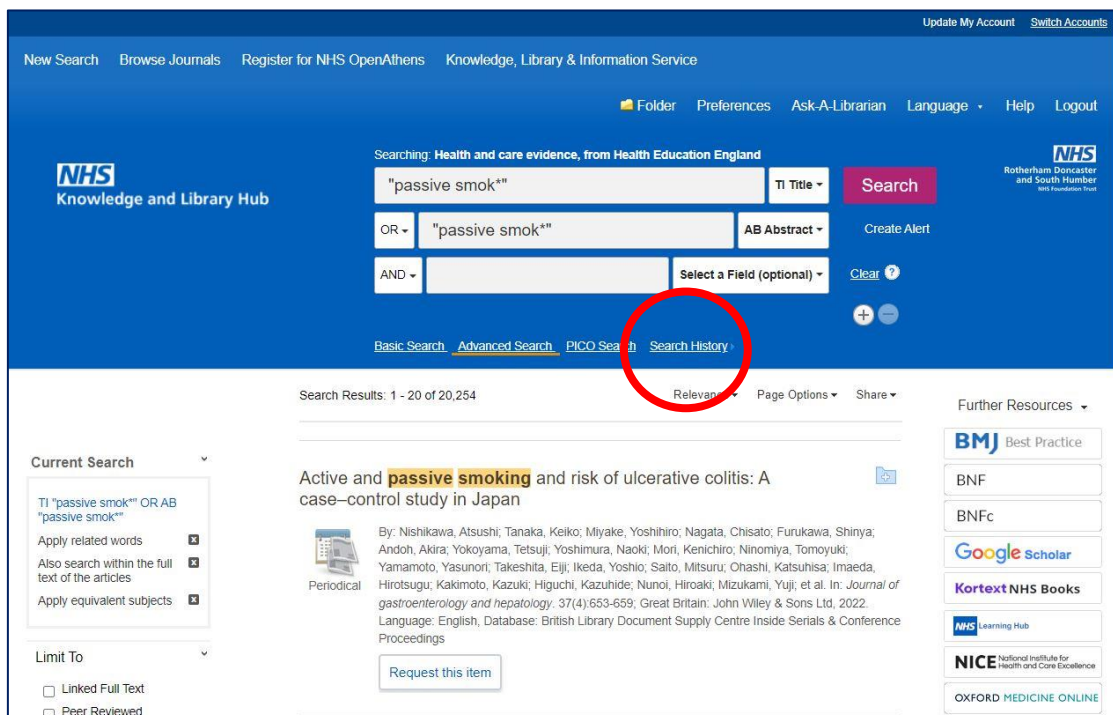 Update My Account Switch Accounts
New Search Browse Journals Register for NHS OpenAthens Knowledge, Library & Information Service
Folder Preferences Ask-A-Librarian Language Help Logout
NHS
Knowledge and Library Hub
Searching: Health and care evidence, from Health Education England
"passive smok*" TI Title Search
OR "passive smok*" AB Abstract Create Alert
AND Select a Field (optional) Clear ?
+ −
Basic Search Advanced Search PICO Search Search History
NHS
Rotherham Doncaster
and South Humber
NHS Foundation Trust
Search Results: 1 - 20 of 20,254 Relevance Page Options Share
Current Search
TI "passive smok*" OR AB
"passive smok*"
Apply related words x
Also search within the full x
text of the articles
Apply equivalent subjects x
Limit To
Linked Full Text
Peer Reviewed
Active and passive smoking and risk of ulcerative colitis: A
case–control study in Japan
Periodical
By: Nishikawa, Atsushi; Tanaka, Keiko; Miyake, Yoshihiro; Nagata, Chisato; Furukawa, Shinya;
Andoh, Akira; Yokoyama, Tetsuji; Yoshimura, Naoki; Mori, Kenichiro; Ninomiya, Tomoyuki;
Yamamoto, Yasunori; Takeshita, Eiji; Ikeda, Yoshio; Saito, Mitsuru; Ohashi, Katsuhisa; Imaeda,
Hirotsugu; Kakimoto, Kazuki; Higuchi, Kazuhide; Nunoi, Hiroaki; Mizukami, Yuji; et al. In: Journal of
gastroenterology and hepatology. 37(4):653-659; Great Britain: John Wiley & Sons Ltd, 2022.
Language: English, Database: British Library Document Supply Centre Inside Serials & Conference
Proceedings
Request this item
Further Resources
BMJ Best Practice
BNF
BNFc
Google Scholar
Kortext NHS Books
NHS Learning Hub
NICE National Institute for
Health and Care Excellence
OXFORD MEDICINE ONLINE